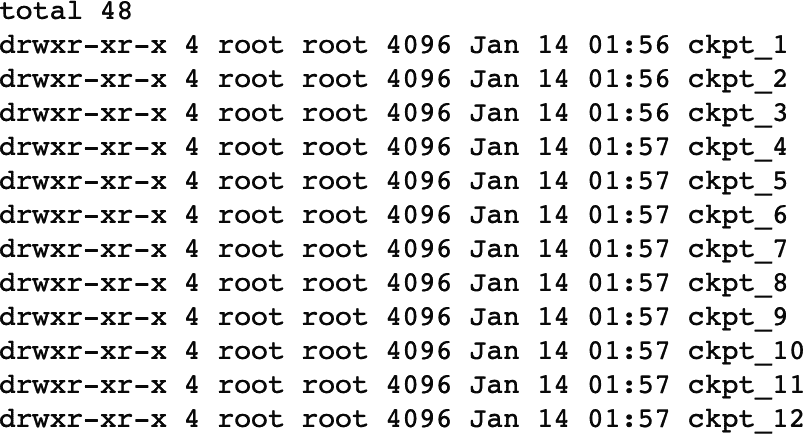 total 48
drwxr-xr-x 4 root root 4096 Jan 14 01:56 ckpt_1
drwxr-xr-x 4 root root 4096 Jan 14 01:56 ckpt_2
drwxr-xr-x 4 root root 4096 Jan 14 01:56 ckpt_3
drwxr-xr-x 4 root root 4096 Jan 14 01:57 ckpt_4
drwxr-xr-x 4 root root 4096 Jan 14 01:57 ckpt_5
drwxr-xr-x 4 root root 4096 Jan 14 01:57 ckpt_6
drwxr-xr-x 4 root root 4096 Jan 14 01:57 ckpt_7
drwxr-xr-x 4 root root 4096 Jan 14 01:57 ckpt_8
drwxr-xr-x 4 root root 4096 Jan 14 01:57 ckpt_9
drwxr-xr-x 4 root root 4096 Jan 14 01:57 ckpt_10
drwxr-xr-x 4 root root 4096 Jan 14 01:57 ckpt_11
drwxr-xr-x 4 root root 4096 Jan 14 01:57 ckpt_12